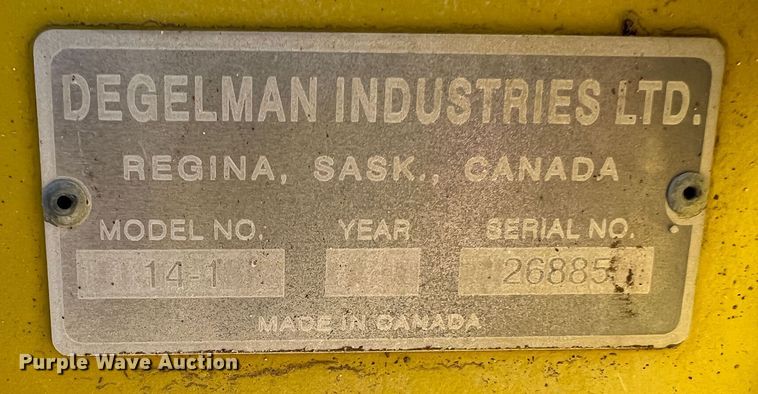 DEGELMAN INDUSTRIES LTD.
REGINA, SASK., CANADA
MODEL NO. YEAR SERIAL NO.
14-1 26885
MADE IN CANADA
Purple Wave Auction